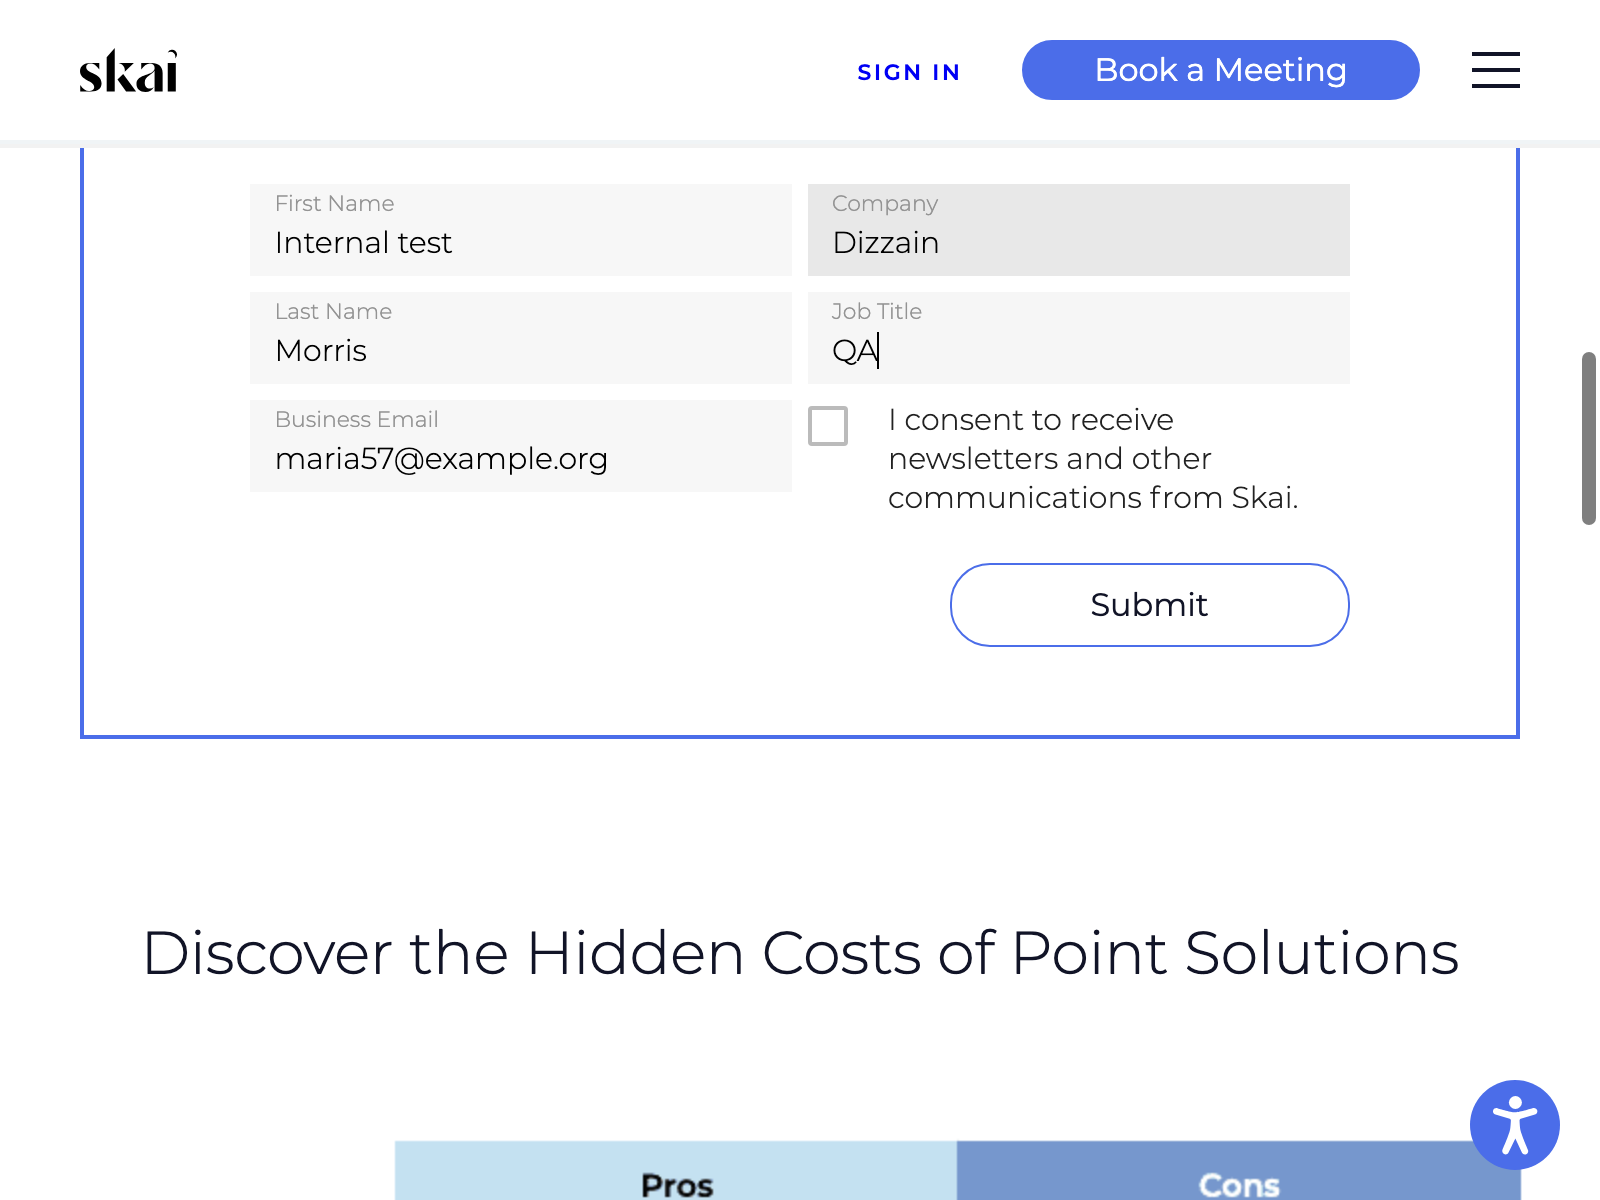 skai
SIGN IN
Book a Meeting
First Name
Internal test
Company
Dizzain
Last Name
Morris
Job Title
QA
Business Email
maria57@example.org
I consent to receive
newsletters and other
communications from Skai.
Submit
Discover the Hidden Costs of Point Solutions
Pros
Cons